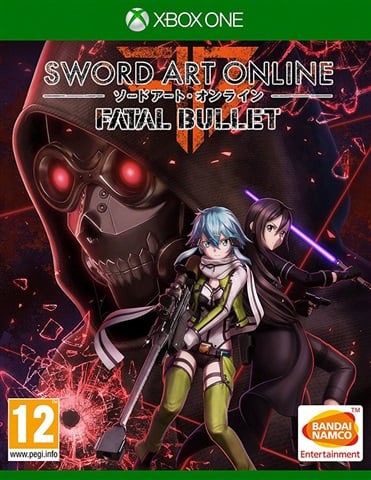 XBOX ONE
SWORD ART ONLINE
ソードアート・オンライン
FATAL BULLET
12
www.pegi.info
TM
BANDAI
NAMCO
Entertainment